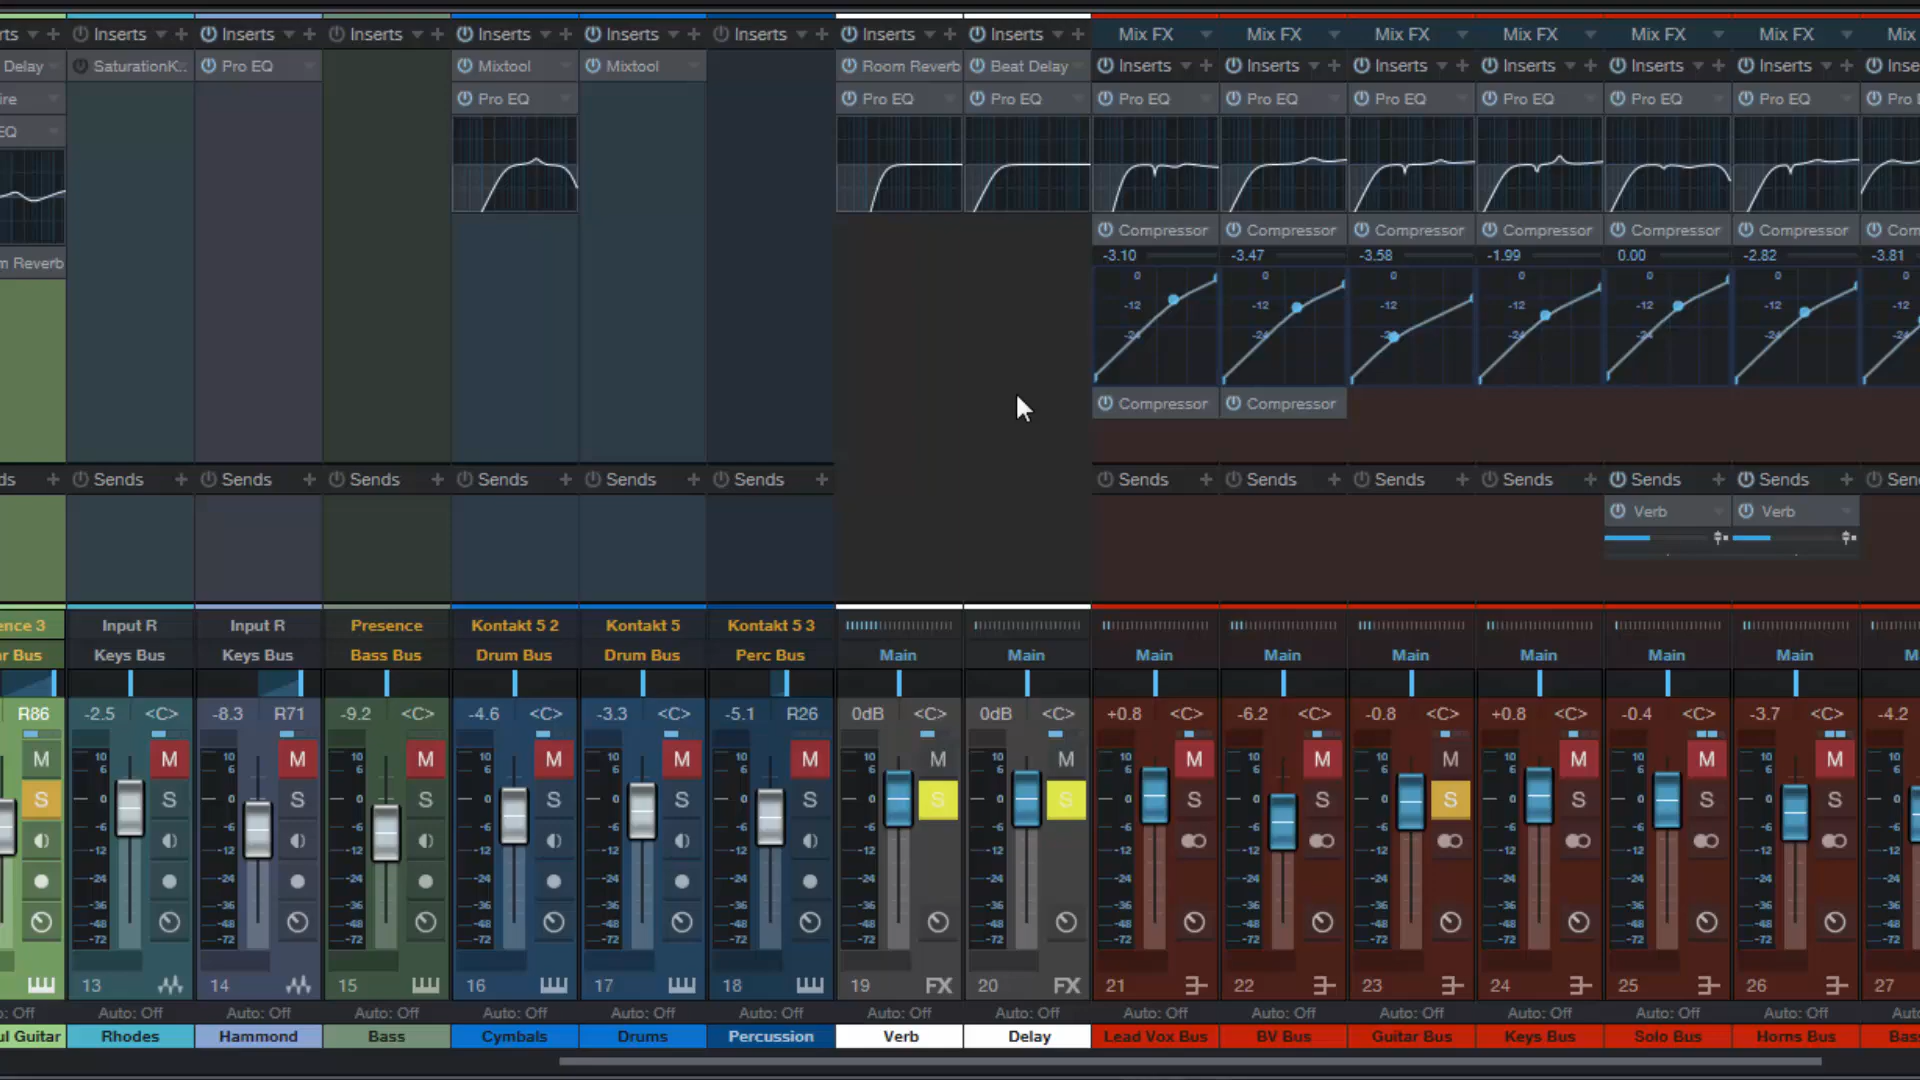 rts Inserts Inserts Inserts Inserts Inserts Inserts Inserts Inserts Mix FX Mix FX Mix FX Mix FX Mix FX Mix FX Mix
Delay SaturationK.. Pro EQ Mixtool Mixtool Room Reverb Beat Delay Inserts Inserts Inserts Inserts Inserts Inserts Inse
ire Pro EQ Pro EQ Pro EQ Pro EQ Pro EQ Pro EQ Pro EQ Pro EQ Pro EQ Pro
EQ
Compressor Compressor Compressor Compressor Compressor Compressor Com
m Reverb -3.10 -3.47 -3.58 -1.99 0.00 -2.82 -3.81
0 0 0 0 0 0
-12 -12 -12 -12 -12 -12
-24 -24 -24 -24 -24 -24
Compressor Compressor
ds Sends Sends Sends Sends Sends Sends Sends Sends Sends Sends Sends Sends Sen
Verb Verb
ence 3 Input R Input R Presence Kontakt 5 2 Kontakt 5 Kontakt 5 3
ar Bus Keys Bus Keys Bus Bass Bus Drum Bus Drum Bus Perc Bus Main Main Main Main Main Main Main Main M
R86 -2.5 <C> -8.3 R71 -9.2 <C> -4.6 <C> -3.3 <C> -5.1 R26 0dB <C> 0dB <C> +0.8 <C> -6.2 <C> -0.8 <C> +0.8 <C> -0.4 <C> -3.7 <C> -4.2
M 10 M 10 M 10 M 10 M 10 M 10 M 10 M 10 M 10 M 10 M 10 M 10 M 10 M 10 M 10
6 6 6 6 6 6 6 6 6 6 6 6 6 6 6
S 0 S 0 S 0 S 0 S 0 S 0 S 0 S 0 S 0 S 0 S 0 S 0 S 0 S 0 S 0
-6 -6 -6 -6 -6 -6 -6 -6 -6 -6 -6 -6 -6 -6 -6
-12 -12 -12 -12 -12 -12 -12 -12 -12 -12 -12 -12 -12 -12 -12
-24 -24 -24 -24 -24 -24 -24 -24 -24 -24 -24 -24 -24 -24 -24
-36 -36 -36 -36 -36 -36 -36 -36 -36 -36 -36 -36 -36 -36 -36
-48 -48 -48 -48 -48 -48 -48 -48 -48 -48 -48 -48 -48 -48 -48
-72 -72 -72 -72 -72 -72 -72 -72 -72 -72 -72 -72 -72 -72 -72
13 14 15 16 17 18 19 FX 20 FX 21 22 23 24 25 26 27
o: Off Auto: Off Auto: Off Auto: Off Auto: Off Auto: Off Auto: Off Auto: Off Auto: Off Auto: Off Auto: Off Auto: Off Auto: Off Auto: Off Auto: Off Au
ul Guitar Rhodes Hammond Bass Cymbals Drums Percussion Verb Delay Lead Vox Bus BV Bus Guitar Bus Keys Bus Solo Bus Horns Bus Bass